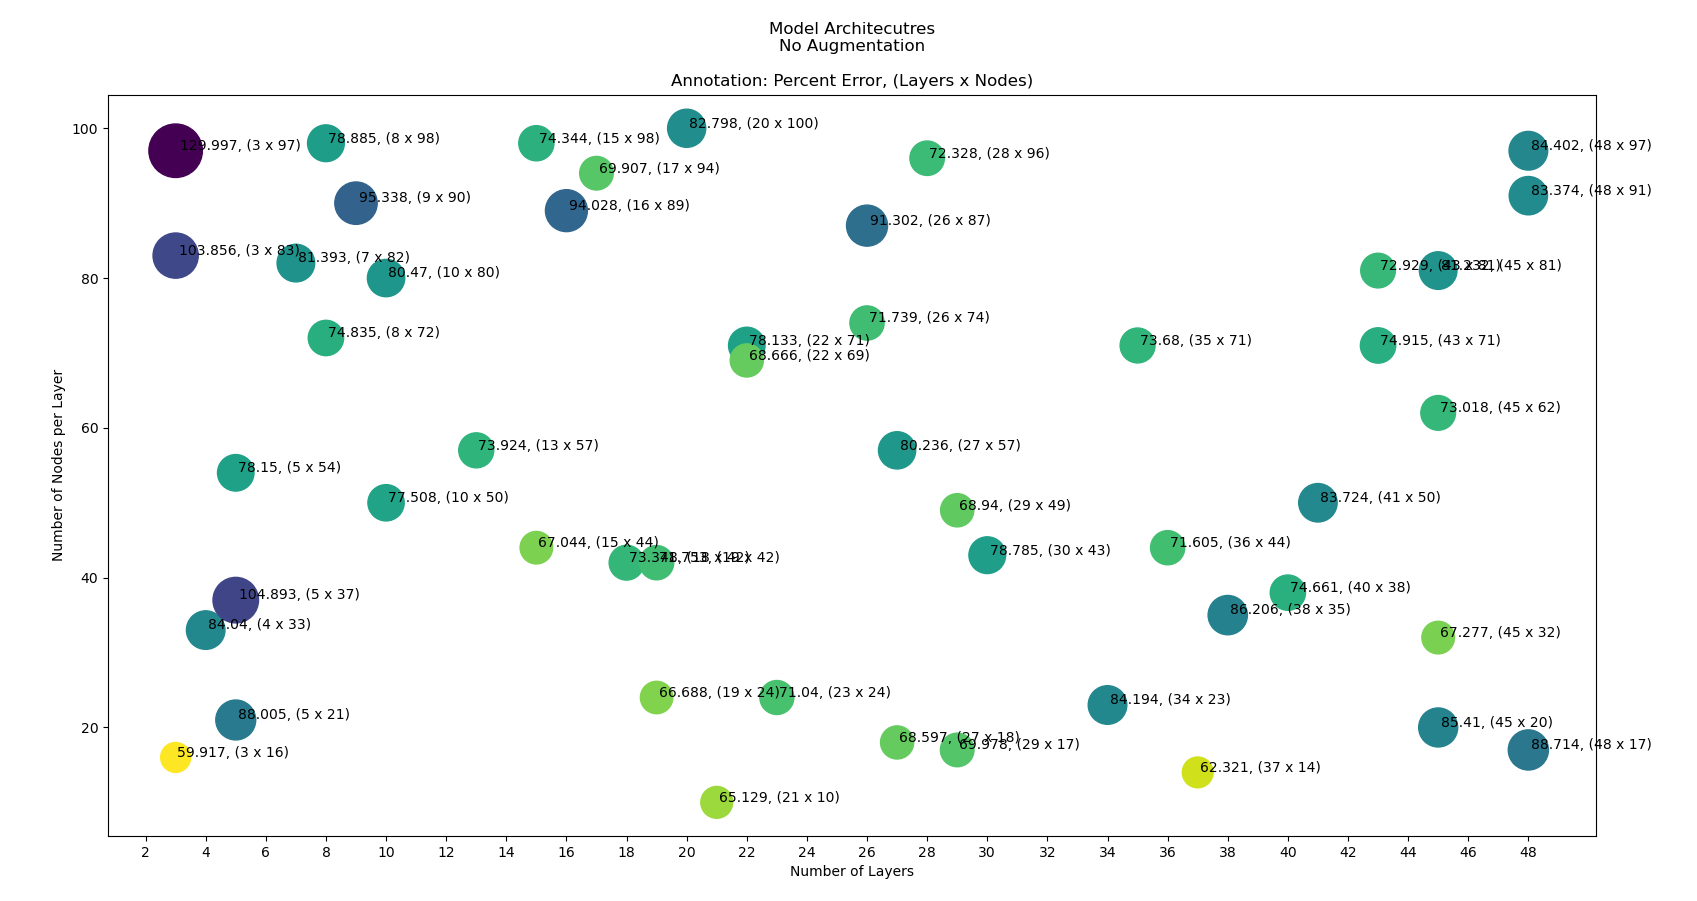 Model Architecutres
No Augmentation
Annotation: Percent Error, (Layers x Nodes)
Number of Nodes per Layer
100
80
60
40
20
82.798, (20 x 100)
78.885, (8 x 98)
74.344, (15 x 98)
129.997, (3 x 97)
84.402, (48 x 97)
72.328, (28 x 96)
69.907, (17 x 94)
83.374, (48 x 91)
95.338, (9 x 90)
94.028, (16 x 89)
91.302, (26 x 87)
103.856, (3 x 83)
81.393, (7 x 82)
72.929, (
(45 x 81)
80.47, (10 x 80)
71.739, (26 x 74)
74.835, (8 x 72)
78.133, (22 x 71)
73.68, (35 x 71)
74.915, (43 x 71)
68.666, (22 x 69)
73.018, (45 x 62)
73.924, (13 x 57)
80.236, (27 x 57)
78.15, (5 x 54)
77.508, (10 x 50)
83.724, (41 x 50)
68.94, (29 x 49)
67.044, (15 x 44)
71.605, (36 x 44)
78.785, (30 x 43)
x 42)
74.661, (40 x 38)
104.893, (5 x 37)
86.206, (38 x 35)
84.04, (4 x 33)
67.277, (45 x 32)
66.688, (19 x 24)
71.04, (23 x 24)
84.194, (34 x 23)
88.005, (5 x 21)
85.41, (45 x 20)
68.597, (27 x 18)
69.978, (29 x 17)
88.714, (48 x 17)
59.917, (3 x 16)
62.321, (37 x 14)
65.129, (21 x 10)
2 4 6 8 10 12 14 16 18 20 22 24 26 28 30 32 34 36 38 40 42 44 46 48
Number of Layers